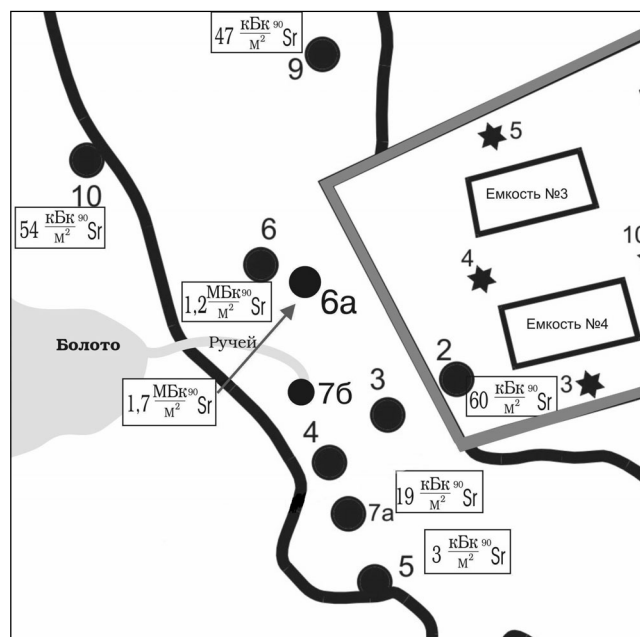 47 кБк/м² ⁹⁰Sr
9
5
10
Емкость №3
54 кБк/м² ⁹⁰Sr
6
4
10
1,2 МБк/м² ⁹⁰Sr
6а
Емкость №4
Болото
Ручей
2
3
1,7 МБк/м² ⁹⁰Sr
7б
3
60 кБк/м² ⁹⁰Sr
4
19 кБк/м² ⁹⁰Sr
7а
3 кБк/м² ⁹⁰Sr
5